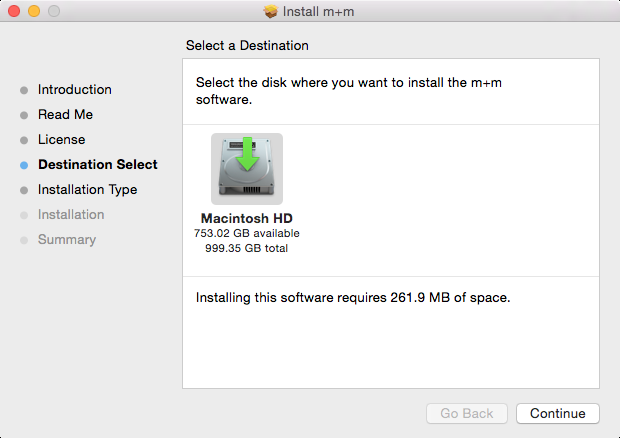 Install m+m
Select a Destination
Introduction
Read Me
License
Destination Select
Installation Type
Installation
Summary
Select the disk where you want to install the m+m
software.
Macintosh HD
753.02 GB available
999.35 GB total
Installing this software requires 261.9 MB of space.
Go Back
Continue